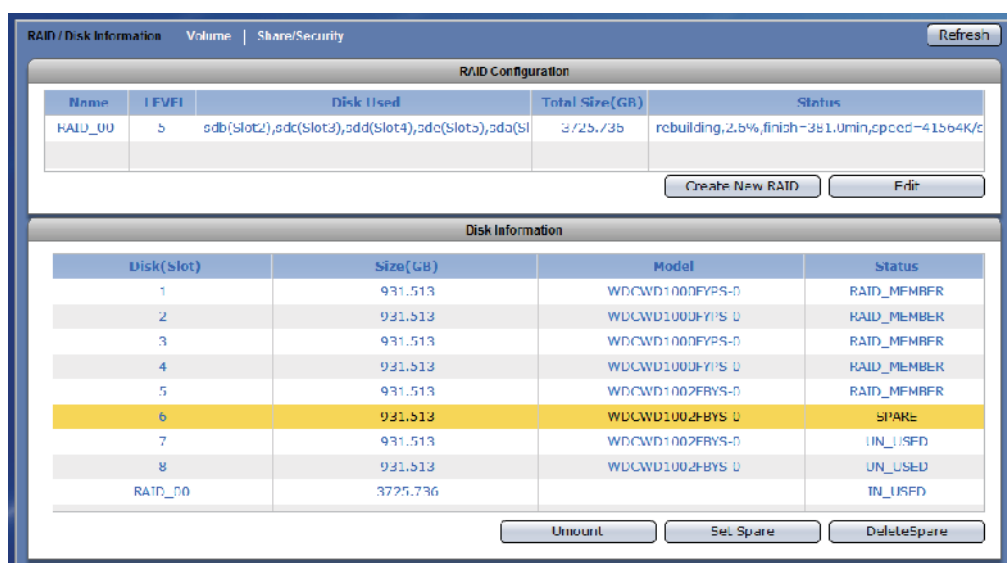 RAID / Disk Information Volume | Share/Security Refresh
RAID Configuration
Name LEVEL Disk Used Total Size(GB) Status
RAID_00 5 sdb(Slot2),sdc(Slot3),sdd(Slot4),sde(Slot5),sda(Sl 3725.736 rebuilding,2.6%,finish=381.0min,speed=41564K/s
Create New RAID Edit
Disk Information
Disk(Slot) Size(GB) Model Status
1 931.513 WDCWD1000FYPS-0 RAID_MEMBER
2 931.513 WDCWD1000FYPS-0 RAID_MEMBER
3 931.513 WDCWD1000FYPS-0 RAID_MEMBER
4 931.513 WDCWD1000FYPS-0 RAID_MEMBER
5 931.513 WDCWD1002FBYS-0 RAID_MEMBER
6 931.513 WDCWD1002FBYS-0 SPARE
7 931.513 WDCWD1002FBYS-0 UN_USED
8 931.513 WDCWD1002FBYS-0 UN_USED
RAID_00 3725.736 IN_USED
Umount Set Spare DeleteSpare